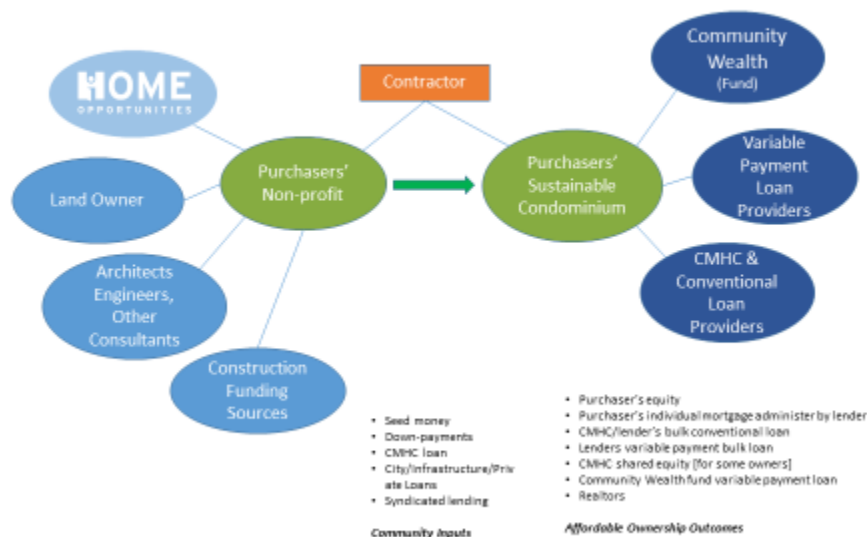 HOME
OPPORTUNITIES
Contractor
Community
Wealth
(Fund)
Purchasers'
Non-profit
Purchasers'
Sustainable
Condominium
Variable
Payment
Loan
Providers
Land Owner
Architects
Engineers,
Other
Consultants
CMHC &
Conventional
Loan
Providers
Construction
Funding
Sources
• Seed money
• Down-payments
• CMHC loan
• City/Infrastructure/Priv
ate Loans
• Syndicated lending
Community Inputs
• Purchaser's equity
• Purchaser's individual mortgage administer by lender
• CMHC/lender's bulk conventional loan
• Lenders variable payment bulk loan
• CMHC shared equity [for some owners]
• Community Wealth fund variable payment loan
• Realtors
Affordable Ownership Outcomes